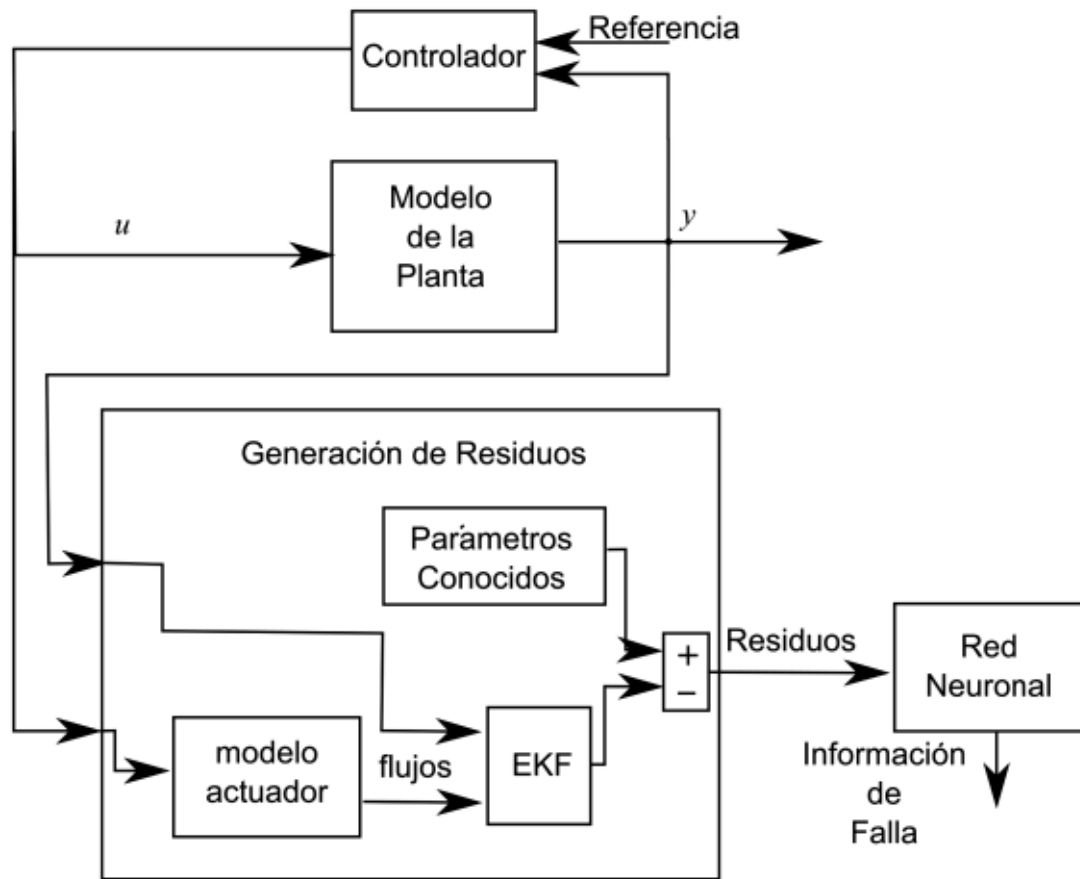 Referencia
Controlador
Modelo
de la
Planta
u
y
Generación de Residuos
Parámetros
Conocidos
+
−
Residuos
Red
Neuronal
modelo
actuador
flujos
EKF
Información
de
Falla